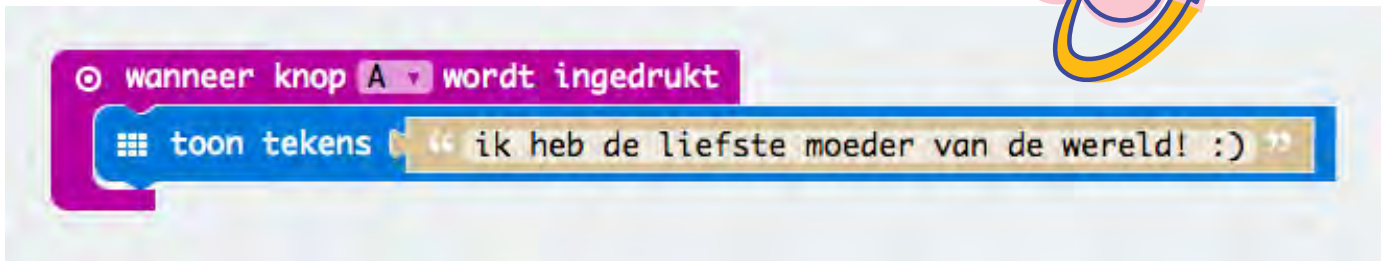 wanneer knop A wordt ingedrukt
toon tekens “ ik heb de liefste moeder van de wereld! :) ”